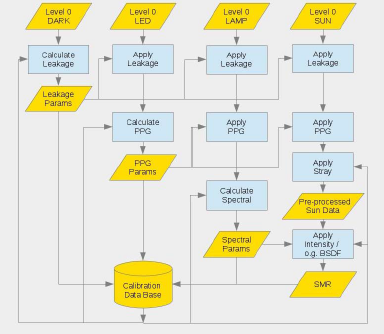 Level 0
DARK
Level 0
LED
Level 0
LAMP
Level 0
SUN
Calculate
Leakage
Apply
Leakage
Apply
Leakage
Apply
Leakage
Leakage
Params
Calculate
PPG
Apply
PPG
Apply
PPG
PPG
Params
Apply
Stray
Calculate
Spectral
Pre-processed
Sun Data
Spectral
Params
Apply
Intensity /
e.g. BSDF
Calibration
Data Base
SMR